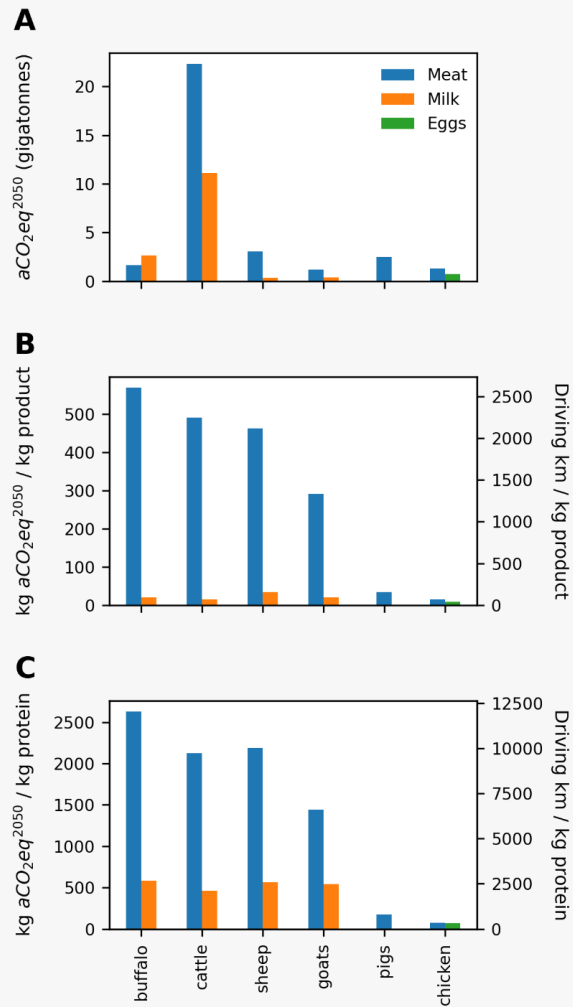 A
aCO₂eq²⁰⁵⁰ (gigatonnes)
20
15
10
5
0
Meat
Milk
Eggs
B
kg aCO₂eq²⁰⁵⁰ / kg product
500
400
300
200
100
0
2500
2000
1500
1000
500
0
Driving km / kg product
C
kg aCO₂eq²⁰⁵⁰ / kg protein
2500
2000
1500
1000
500
0
12500
10000
7500
5000
2500
0
Driving km / kg protein
buffalo
cattle
sheep
goats
pigs
chicken